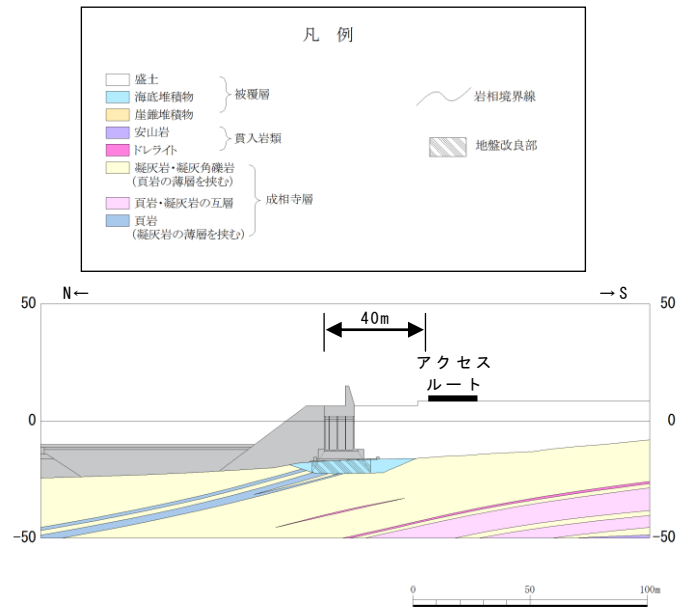 凡 例
盛土
海底堆積物
崖錐堆積物
被覆層
安山岩
ドレライト
貫入岩類
凝灰岩・凝灰角礫岩
(頁岩の薄層を挟む)
頁岩・凝灰岩の互層
頁岩
(凝灰岩の薄層を挟む)
成相寺層
岩相境界線
地盤改良部
N←
→S
50
50
40m
アクセス
ルート
0
0
-50
-50
0
50
100m